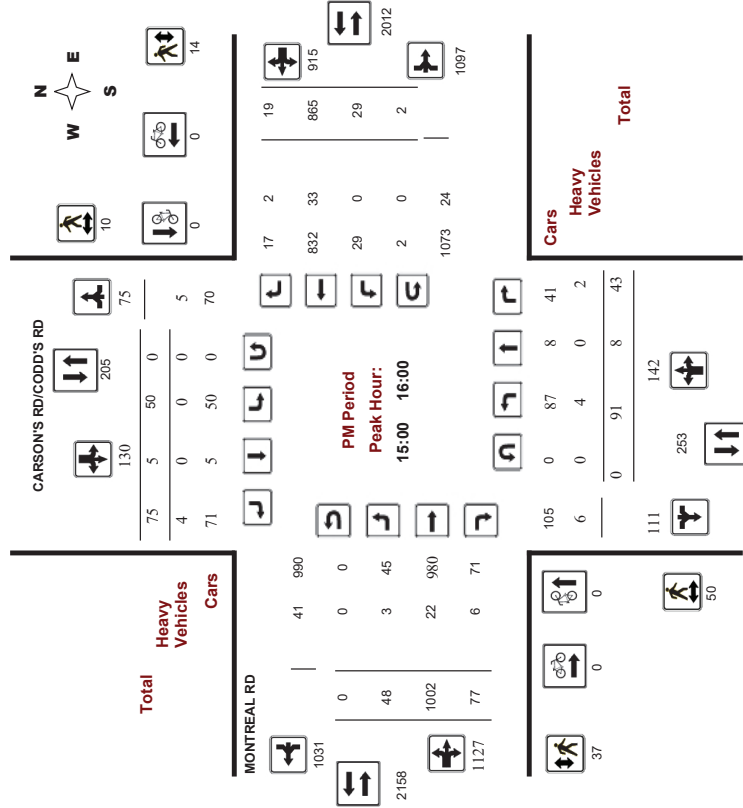 N
W E
S
14
0
10
0
2012
915
1097
CARSON'S RD/CODD'S RD
205
130
75
75 5 50 0
4 0 0 0 5
71 5 50 0 70
19 2 17
865 33 832
29 0 29
2 0 2
24 1073
Total
Heavy
Vehicles
Cars
PM Period
Peak Hour:
15:00 16:00
MONTREAL RD
1031
2158
1127
41 990
0 0 0
48 3 45
1002 22 980
77 6 71
Cars
Heavy
Vehicles
Total
105 0 87 8 41
6 0 4 0 2
0 91 8 43
111
142
253
0
0
50
37